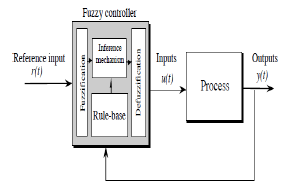 Fuzzy controller
Reference input
r(t)
Fuzzification
Inference
mechanism
Rule-base
Defuzzification
Inputs
u(t)
Process
Outputs
y(t)